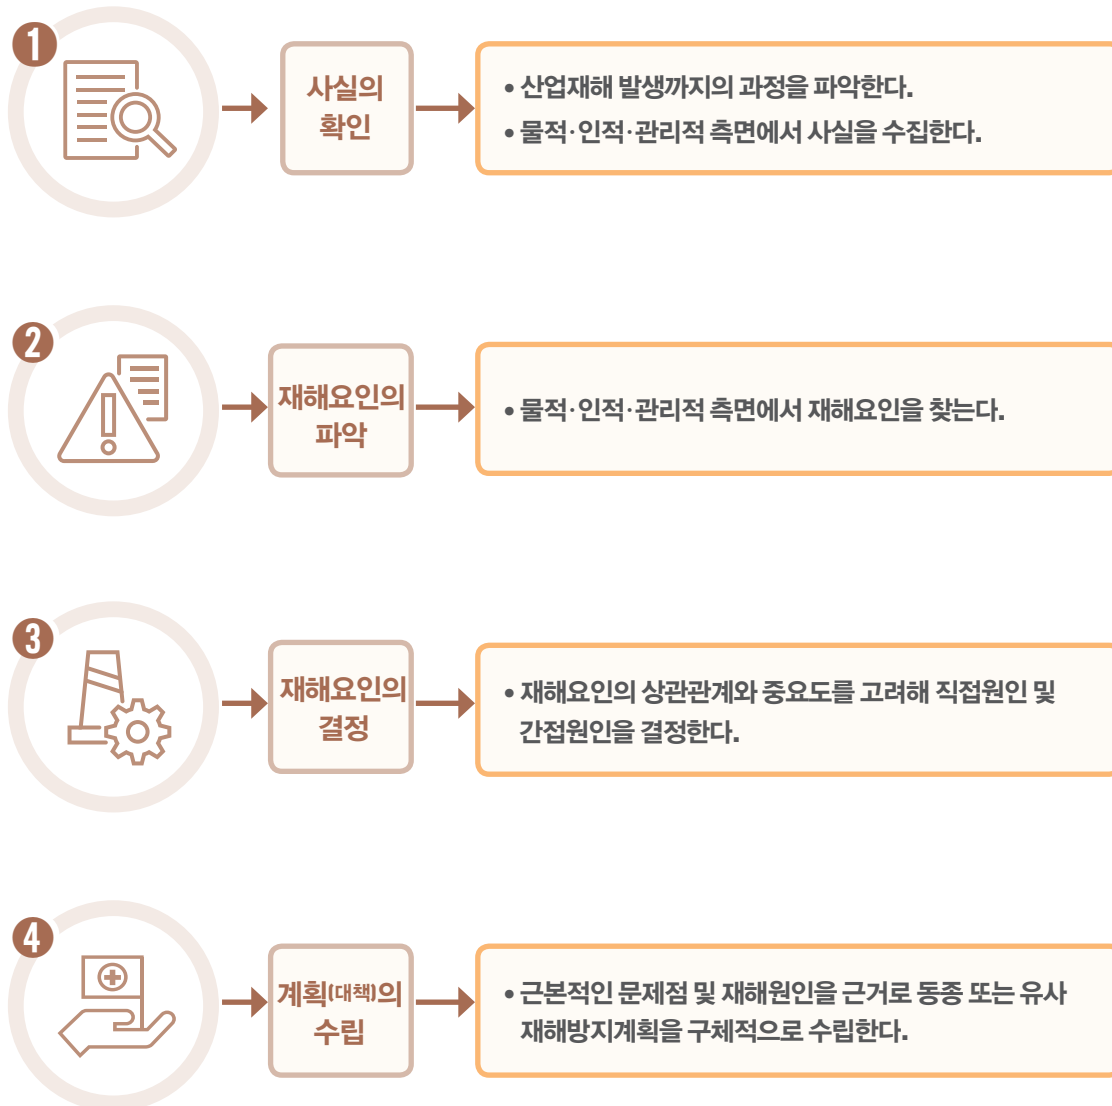 1
사실의
확인
• 산업재해 발생까지의 과정을 파악한다.
• 물적·인적·관리적 측면에서 사실을 수집한다.
2
재해요인의
파악
• 물적·인적·관리적 측면에서 재해요인을 찾는다.
3
재해요인의
결정
• 재해요인의 상관관계와 중요도를 고려해 직접원인 및
간접원인을 결정한다.
4
계획(대책)의
수립
• 근본적인 문제점 및 재해원인을 근거로 동종 또는 유사
재해방지계획을 구체적으로 수립한다.